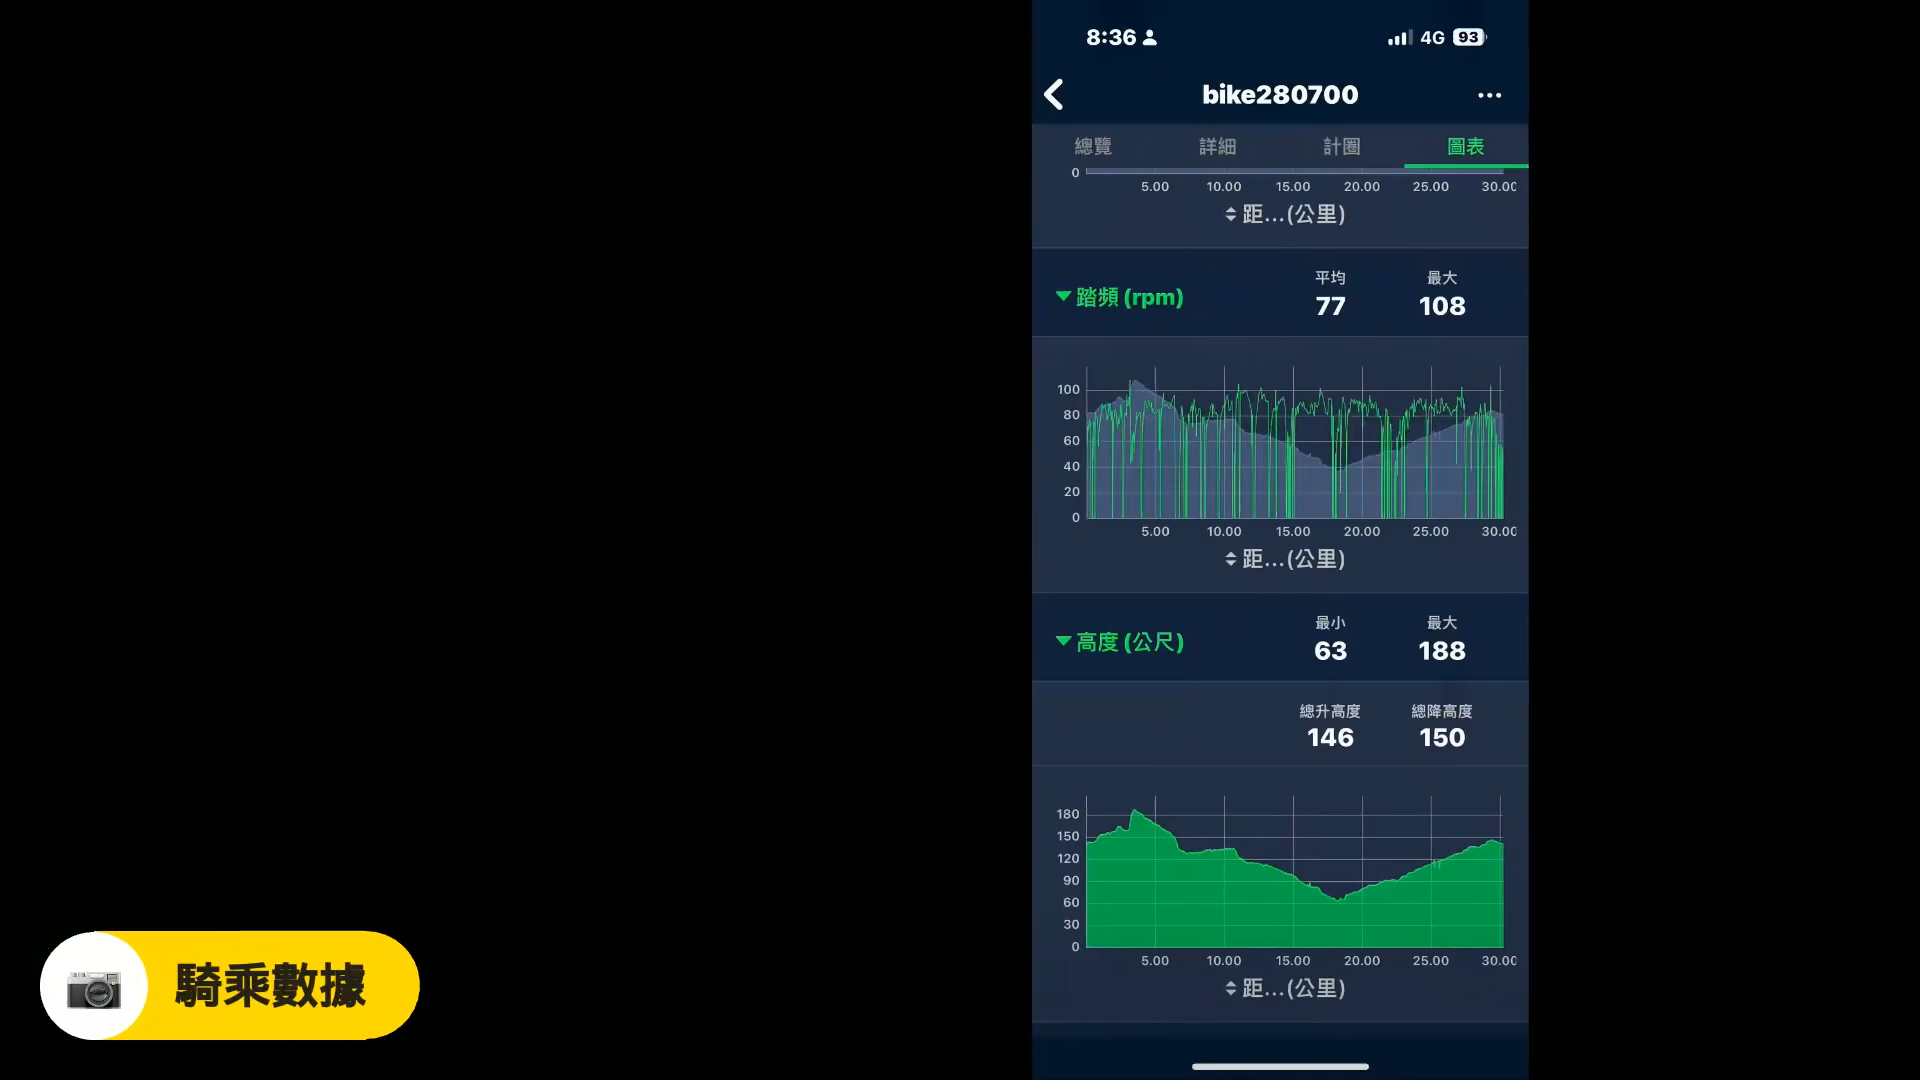 8:36
4G 93
bike280700
總覽 詳細 計圈 圖表
0
5.00 10.00 15.00 20.00 25.00 30.00
距...(公里)
踏頻 (rpm)
平均 最大
77 108
100
80
60
40
20
0
5.00 10.00 15.00 20.00 25.00 30.00
距...(公里)
高度 (公尺)
最小 最大
63 188
總升高度 總降高度
146 150
180
150
120
90
60
30
0
5.00 10.00 15.00 20.00 25.00 30.00
距...(公里)
騎乘數據